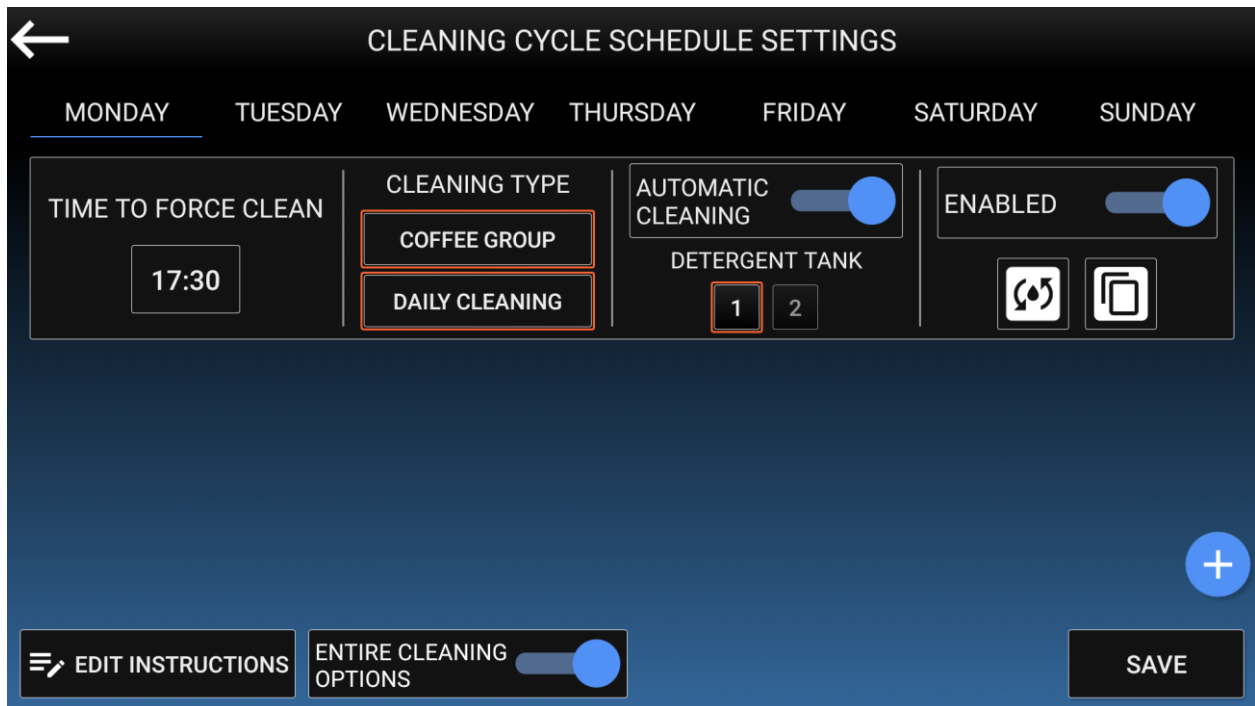 CLEANING CYCLE SCHEDULE SETTINGS
MONDAY TUESDAY WEDNESDAY THURSDAY FRIDAY SATURDAY SUNDAY
TIME TO FORCE CLEAN
17:30
CLEANING TYPE
COFFEE GROUP
DAILY CLEANING
AUTOMATIC
CLEANING
DETERGENT TANK
1 2
ENABLED
EDIT INSTRUCTIONS
ENTIRE CLEANING
OPTIONS
SAVE